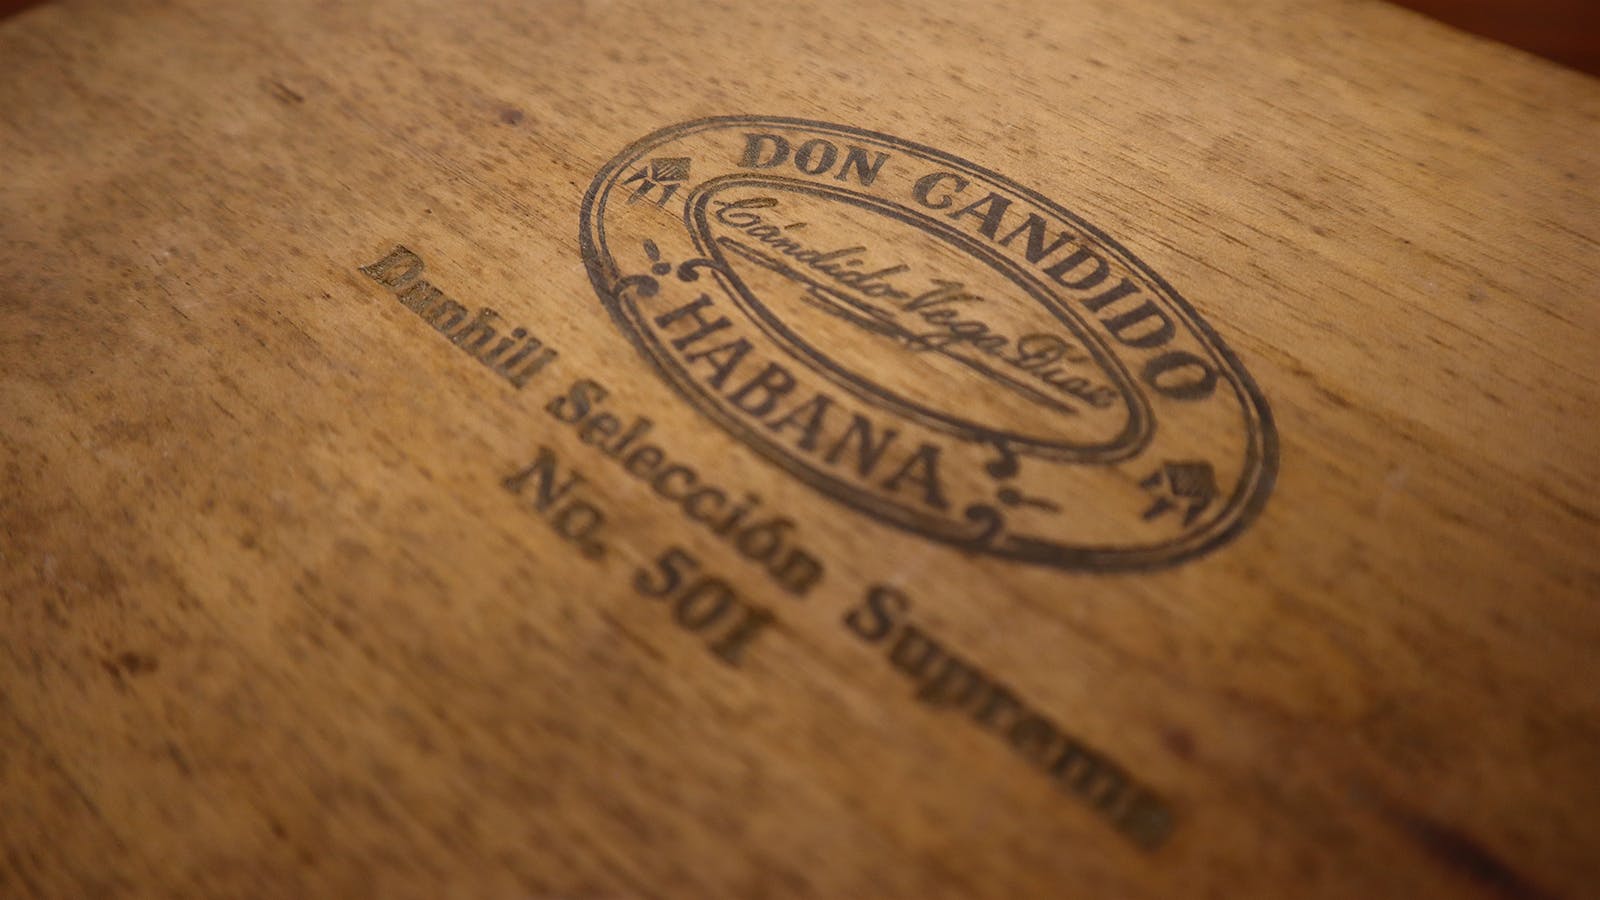 DON CANDIDO
Cándido Vega Díaz
HABANA
Dunhill Selección Suprema
No. 501